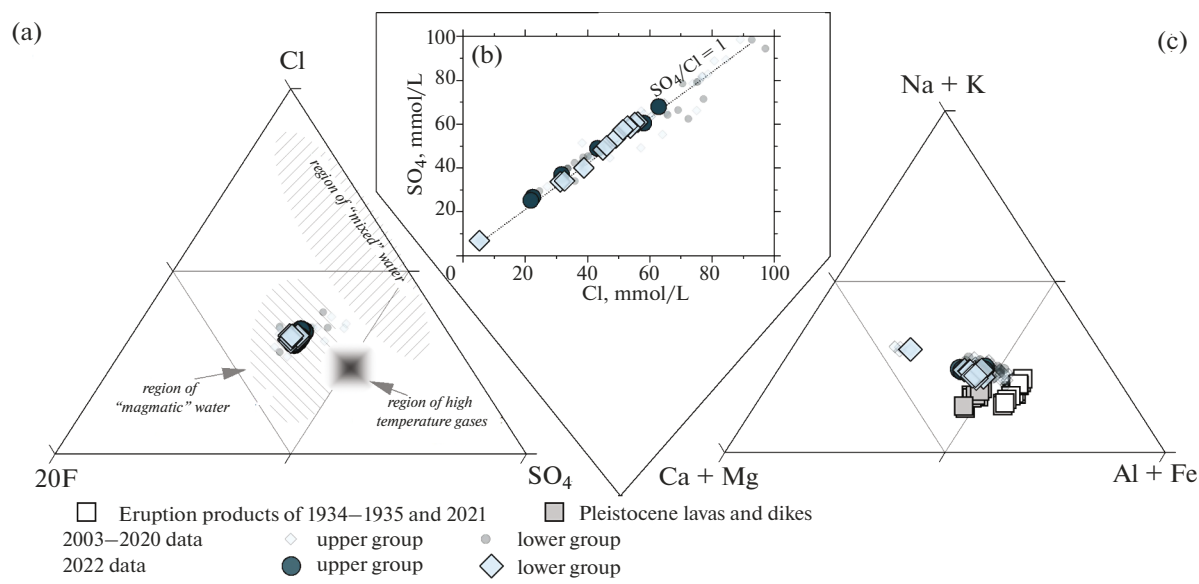 (a)
Cl
region of “mixed” water
region of
“magmatic” water
region of high
temperature gases
20F
SO4
(b)
SO4/Cl = 1
SO4, mmol/L
100
80
60
40
20
0
20
40
60
80
100
Cl, mmol/L
(c)
Na + K
Ca + Mg
Al + Fe
Eruption products of 1934–1935 and 2021
Pleistocene lavas and dikes
2003–2020 data
upper group
lower group
2022 data
upper group
lower group